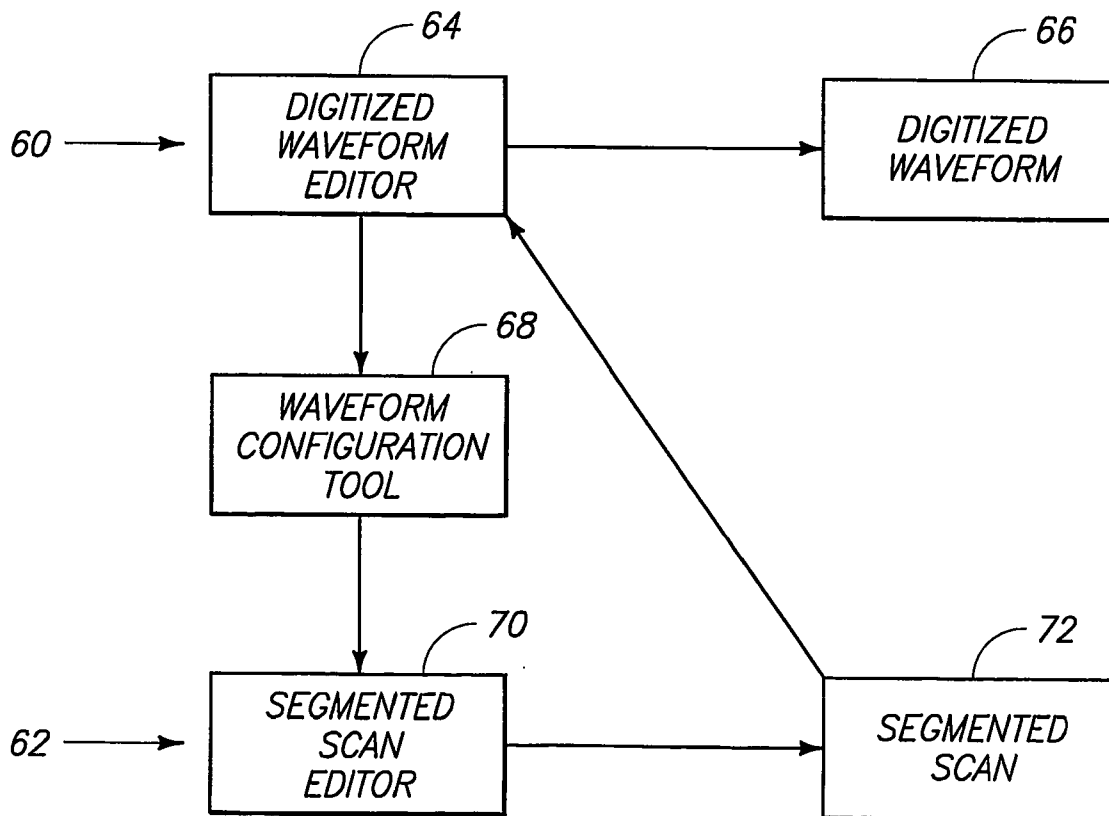 64
66
60
DIGITIZED
WAVEFORM
EDITOR
DIGITIZED
WAVEFORM
68
WAVEFORM
CONFIGURATION
TOOL
70
72
62
SEGMENTED
SCAN
EDITOR
SEGMENTED
SCAN